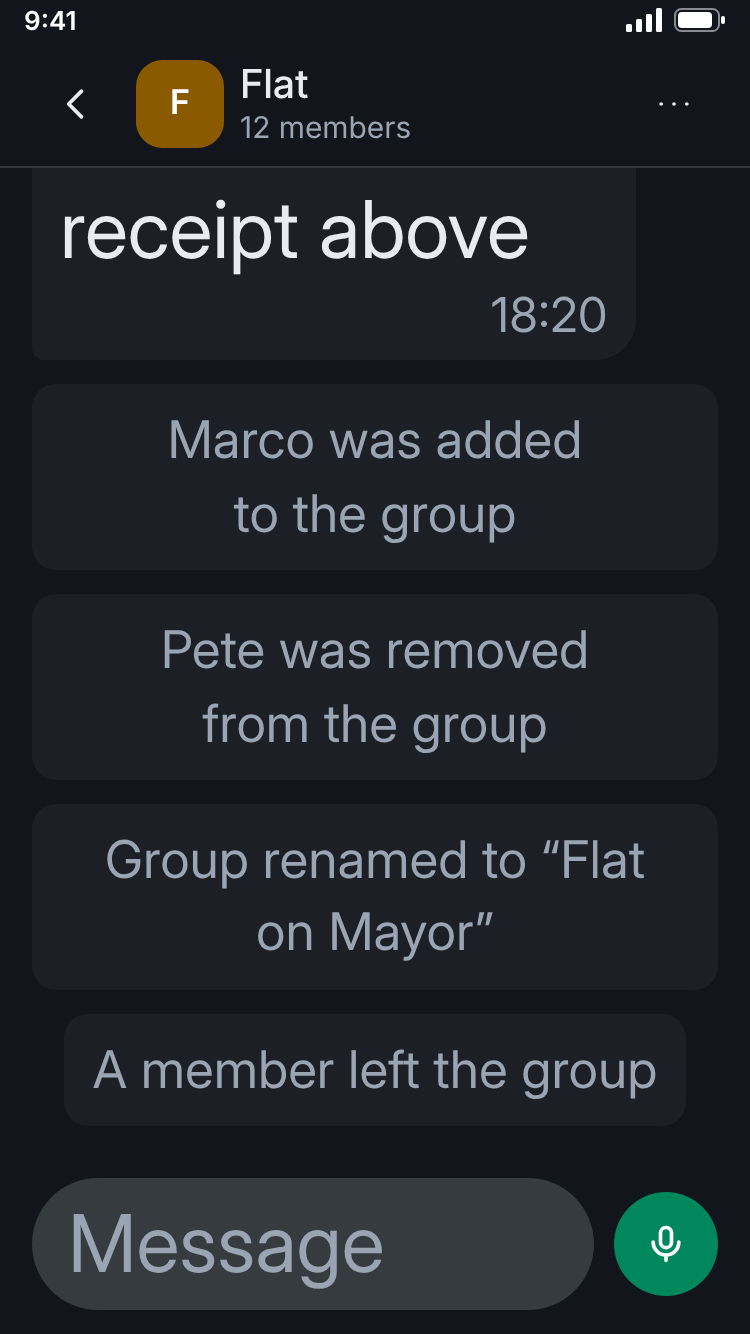 9:41
F
Flat
12 members
...
receipt above
18:20
Marco was added
to the group
Pete was removed
from the group
Group renamed to “Flat
on Mayor”
A member left the group
Message